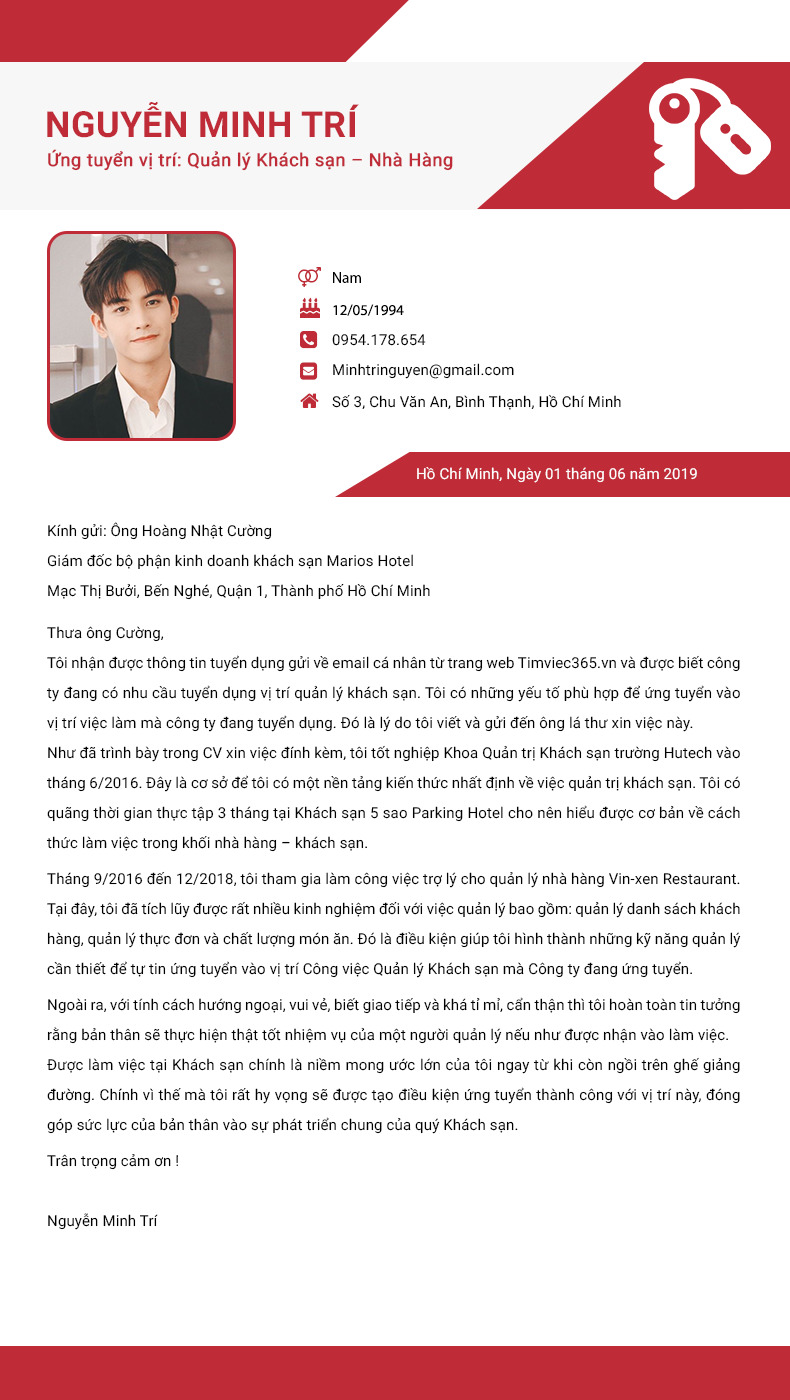 NGUYỄN MINH TRÍ
Ứng tuyển vị trí: Quản lý Khách sạn – Nhà Hàng
Nam
12/05/1994
0954.178.654
Minhtringuyen@gmail.com
Số 3, Chu Văn An, Bình Thạnh, Hồ Chí Minh
Hồ Chí Minh, Ngày 01 tháng 06 năm 2019
Kính gửi: Ông Hoàng Nhật Cường
Giám đốc bộ phận kinh doanh khách sạn Marios Hotel
Mạc Thị Bưởi, Bến Nghé, Quận 1, Thành phố Hồ Chí Minh
Thưa ông Cường,
Tôi nhận được thông tin tuyển dụng gửi về email cá nhân từ trang web Timviec365.vn và được biết công
ty đang có nhu cầu tuyển dụng vị trí quản lý khách sạn. Tôi có những yếu tố phù hợp để ứng tuyển vào
vị trí việc làm mà công ty đang tuyển dụng. Đó là lý do tôi viết và gửi đến ông lá thư xin việc này.
Như đã trình bày trong CV xin việc đính kèm, tôi tốt nghiệp Khoa Quản trị Khách sạn trường Hutech vào
tháng 6/2016. Đây là cơ sở để tôi có một nền tảng kiến thức nhất định về việc quản trị khách sạn. Tôi có
quãng thời gian thực tập 3 tháng tại Khách sạn 5 sao Parking Hotel cho nên hiểu được cơ bản về cách
thức làm việc trong khối nhà hàng – khách sạn.
Tháng 9/2016 đến 12/2018, tôi tham gia làm công việc trợ lý cho quản lý nhà hàng Vin-xen Restaurant.
Tại đây, tôi đã tích lũy được rất nhiều kinh nghiệm đối với việc quản lý bao gồm: quản lý danh sách khách
hàng, quản lý thực đơn và chất lượng món ăn. Đó là điều kiện giúp tôi hình thành những kỹ năng quản lý
cần thiết để tự tin ứng tuyển vào vị trí Công việc Quản lý Khách sạn mà Công ty đang ứng tuyển.
Ngoài ra, với tính cách hướng ngoại, vui vẻ, biết giao tiếp và khá tỉ mỉ, cẩn thận thì tôi hoàn toàn tin tưởng
rằng bản thân sẽ thực hiện thật tốt nhiệm vụ của một người quản lý nếu như được nhận vào làm việc.
Được làm việc tại Khách sạn chính là niềm mong ước lớn của tôi ngay từ khi còn ngồi trên ghế giảng
đường. Chính vì thế mà tôi rất hy vọng sẽ được tạo điều kiện ứng tuyển thành công với vị trí này, đóng
góp sức lực của bản thân vào sự phát triển chung của quý Khách sạn.
Trân trọng cảm ơn !
Nguyễn Minh Trí